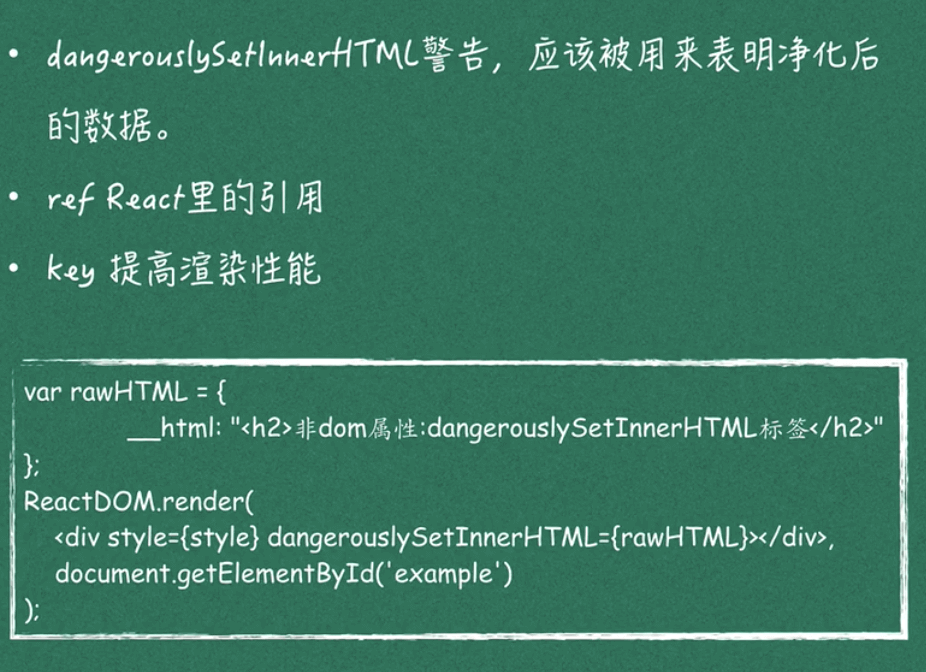 • dangerouslySetInnerHTML警告，应该被用来表明净化后
的数据。
• ref React里的引用
• key 提高渲染性能
var rawHTML = {
__html: "<h2>非dom属性:dangerouslySetInnerHTML标签</h2>"
};
ReactDOM.render(
<div style={style} dangerouslySetInnerHTML={rawHTML}></div>,
document.getElementById('example')
);